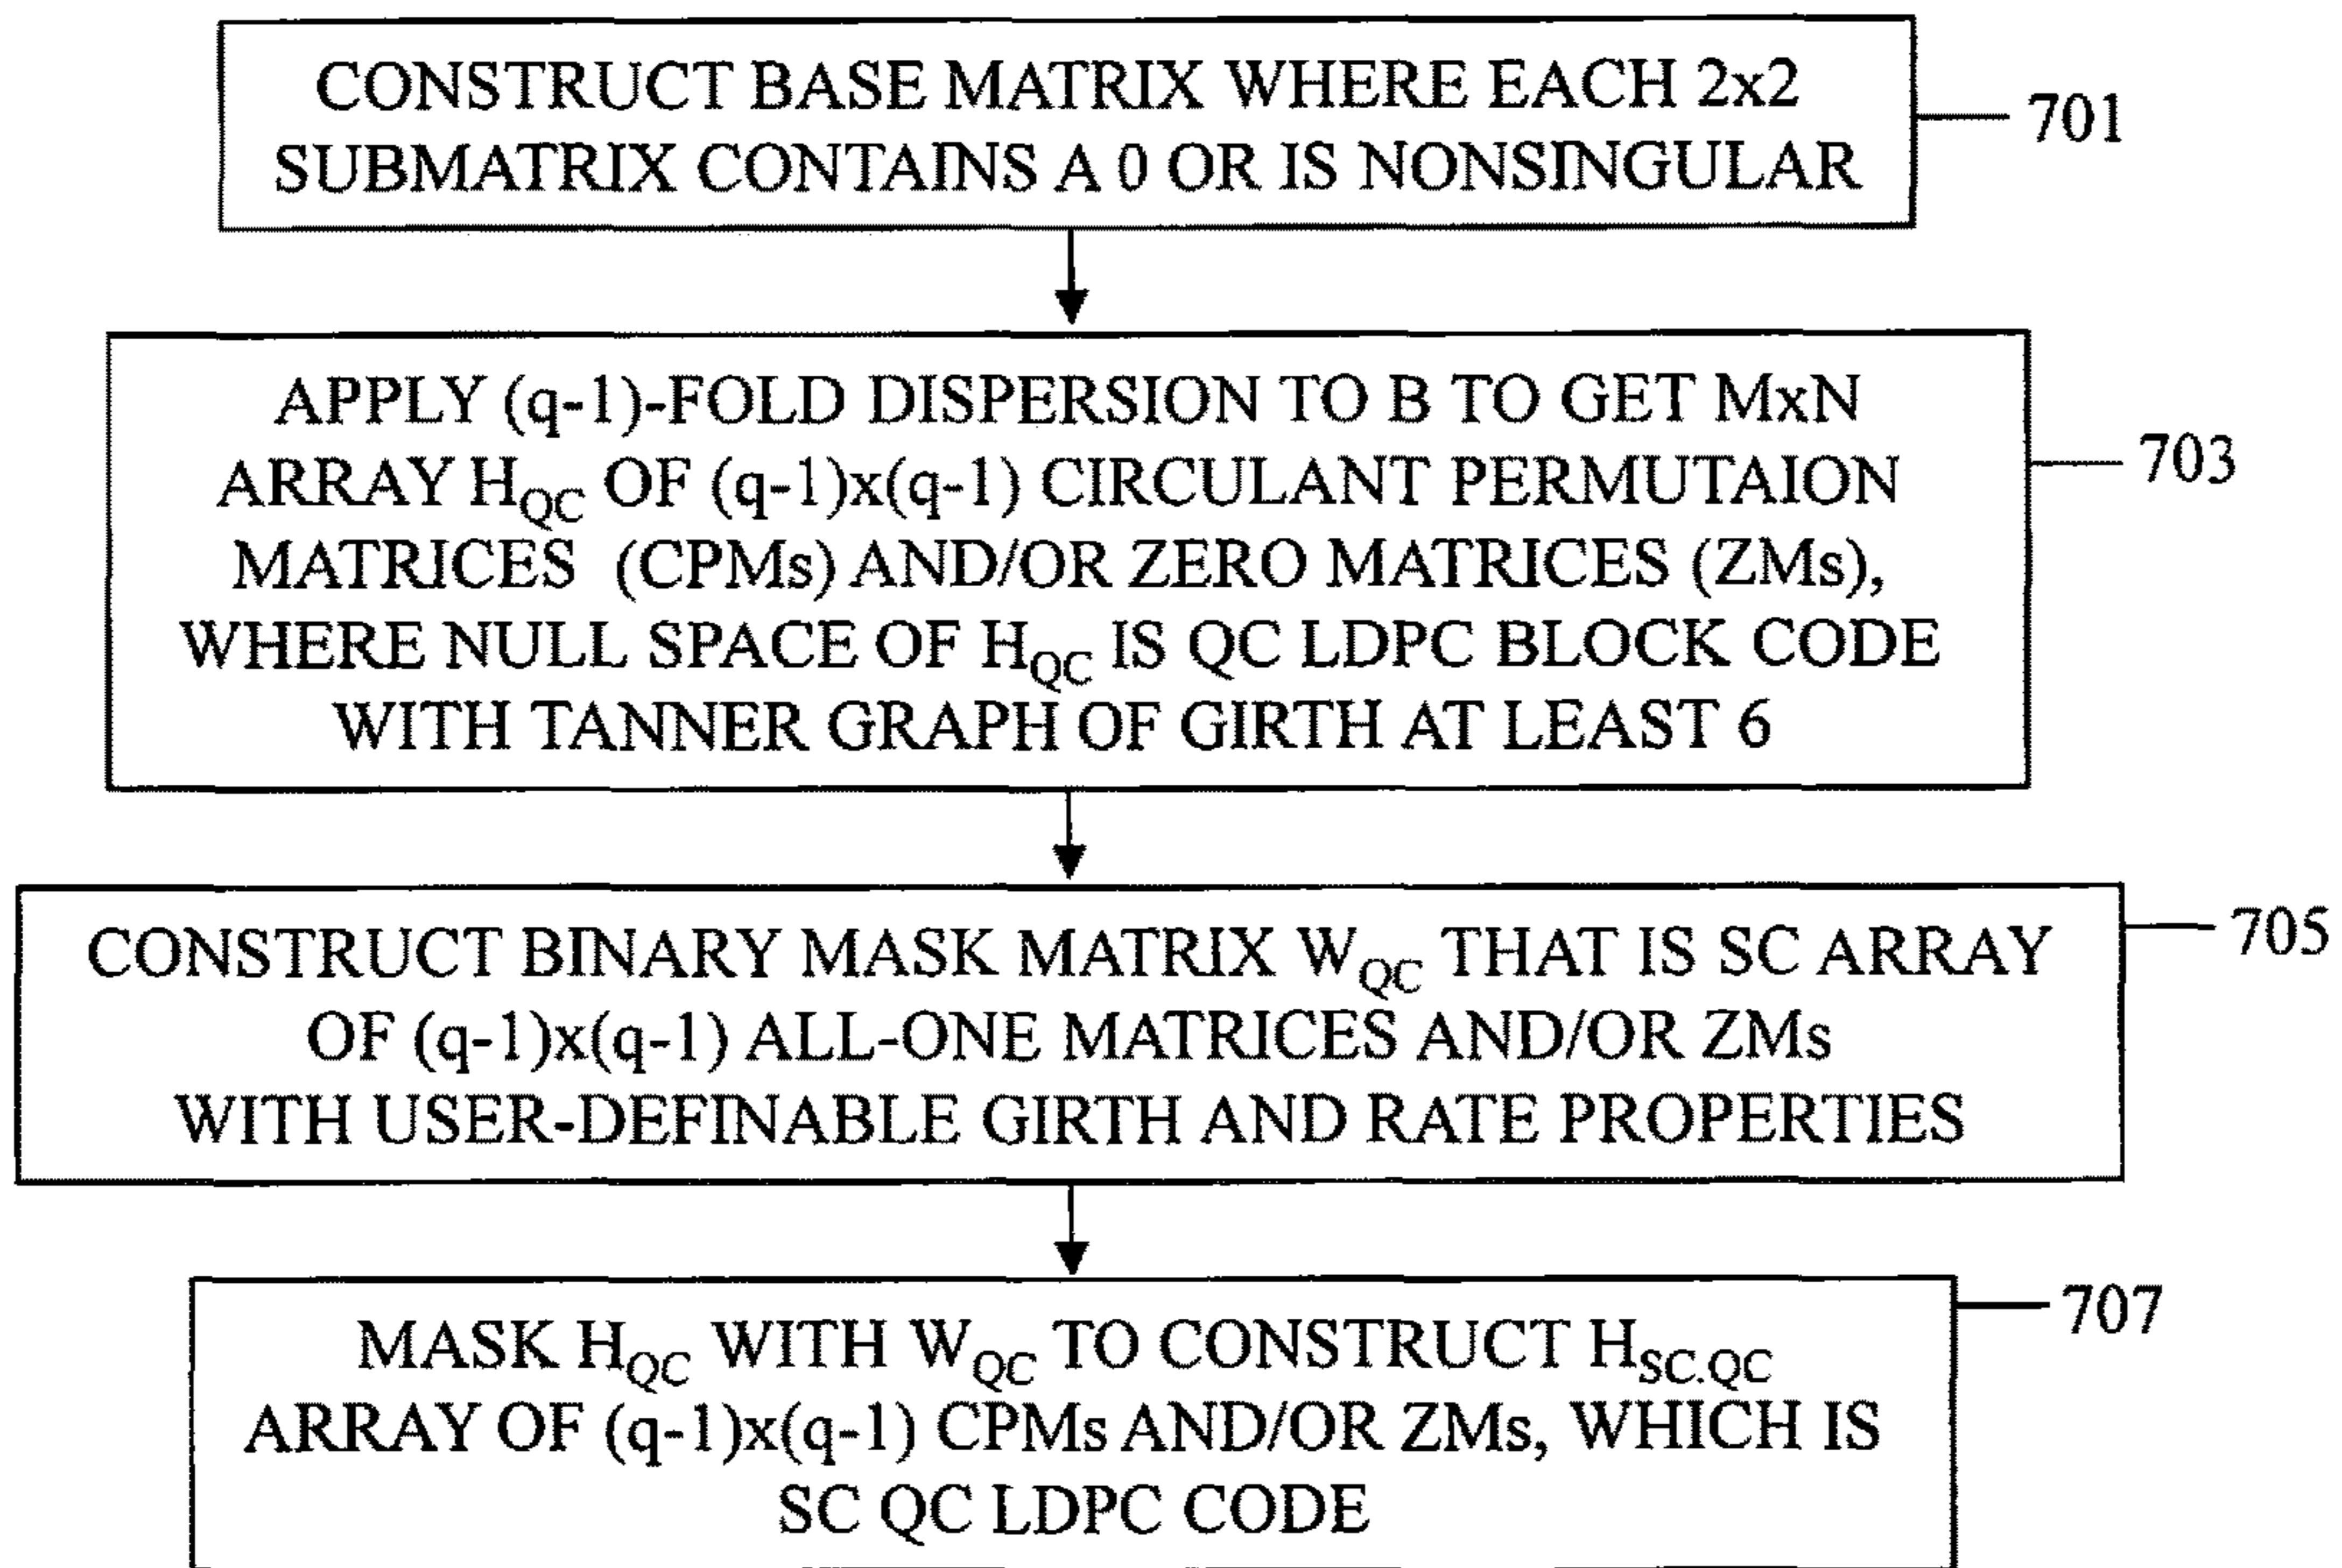 CONSTRUCT BASE MATRIX WHERE EACH 2x2
SUBMATRIX CONTAINS A 0 OR IS NONSINGULAR
701
APPLY (q-1)-FOLD DISPERSION TO B TO GET MxN
ARRAY H_QC OF (q-1)x(q-1) CIRCULANT PERMUTAION
MATRICES (CPMs) AND/OR ZERO MATRICES (ZMs),
WHERE NULL SPACE OF H_QC IS QC LDPC BLOCK CODE
WITH TANNER GRAPH OF GIRTH AT LEAST 6
703
CONSTRUCT BINARY MASK MATRIX W_QC THAT IS SC ARRAY
OF (q-1)x(q-1) ALL-ONE MATRICES AND/OR ZMs
WITH USER-DEFINABLE GIRTH AND RATE PROPERTIES
705
MASK H_QC WITH W_QC TO CONSTRUCT H_SC.QC
ARRAY OF (q-1)x(q-1) CPMs AND/OR ZMs, WHICH IS
SC QC LDPC CODE
707